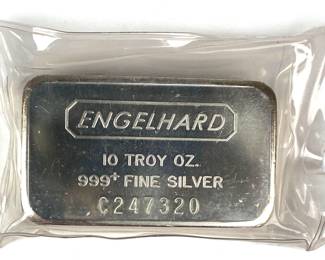 ENGELHARD
10 TROY OZ.
999+ FINE SILVER
C247320